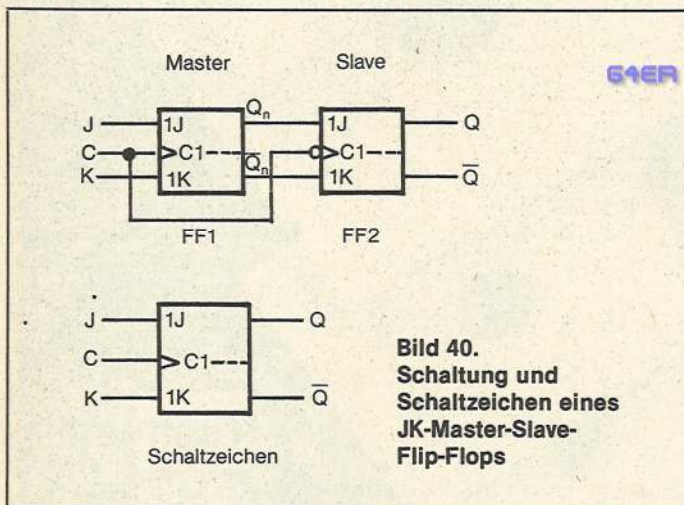 Master Slave
64ER
J 1J Qn 1J Q
C C1 Q̅n C1
K 1K 1K Q̅
FF1 FF2
J 1J Q
C C1
K 1K Q̅
Schaltzeichen
Bild 40.
Schaltung und
Schaltzeichen eines
JK-Master-Slave-
Flip-Flops